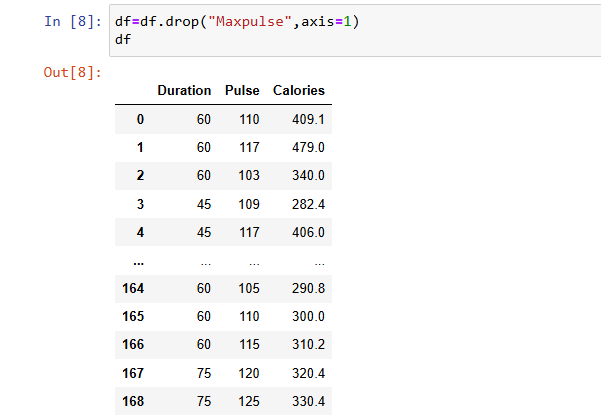 In [8]: df=df.drop("Maxpulse",axis=1)
df
Out[8]:
Duration Pulse Calories
0 60 110 409.1
1 60 117 479.0
2 60 103 340.0
3 45 109 282.4
4 45 117 406.0
... ... ... ...
164 60 105 290.8
165 60 110 300.0
166 60 115 310.2
167 75 120 320.4
168 75 125 330.4